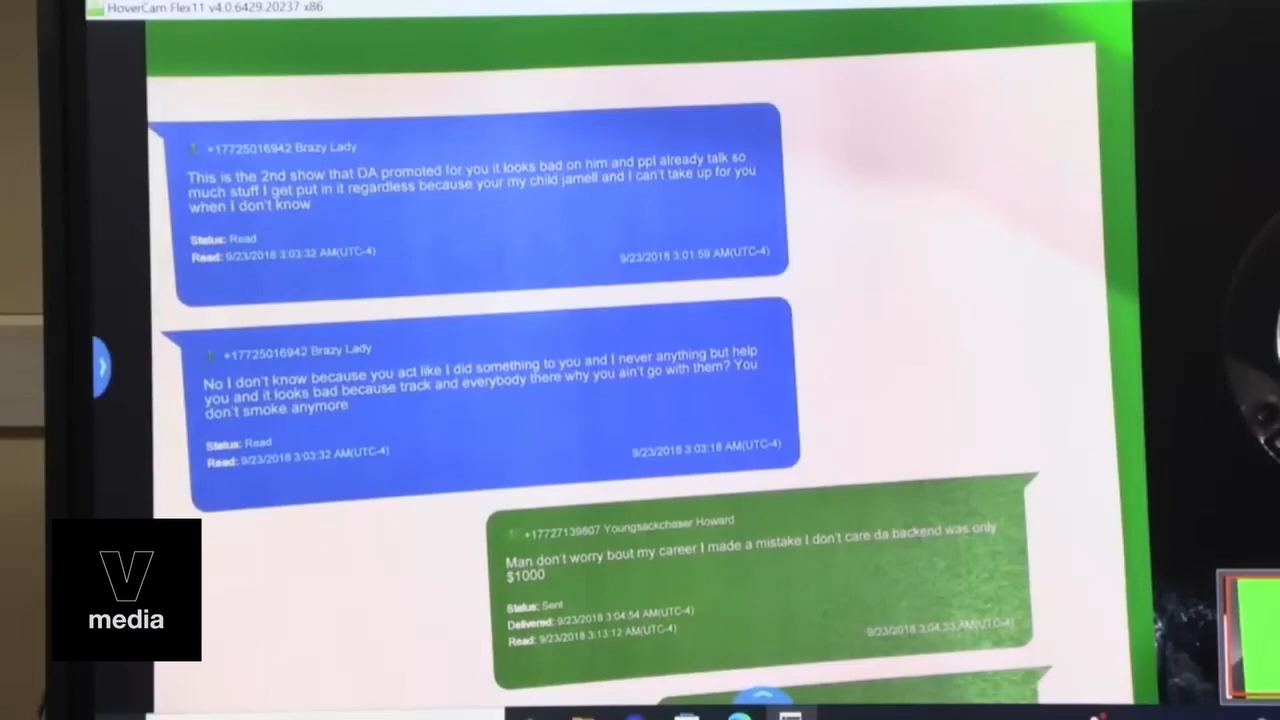 HoverCam Flex11 v4.0.6429.20237 x86
+17725016942 Brazy Lady
This is the 2nd show that DA promoted for you it looks bad on him and ppl already talk so
much stuff I get put in it regardless because your my child jamell and I can't take up for you
when I don't know
Status: Read
Read: 9/23/2018 3:03:32 AM(UTC-4)
9/23/2018 3:01:59 AM(UTC-4)
+17725016942 Brazy Lady
No I don't know because you act like I did something to you and I never anything but help
you and it looks bad because track and everybody there why you ain't go with them? You
don't smoke anymore
Status: Read
Read: 9/23/2018 3:03:32 AM(UTC-4)
9/23/2018 3:03:18 AM(UTC-4)
+17727139807 Youngsackchaser Howard
Man don't worry bout my career I made a mistake I don't care da backend was only
$1000
Status: Sent
Delivered: 9/23/2018 3:04:54 AM(UTC-4)
Read: 9/23/2018 3:13:12 AM(UTC-4)
9/23/2018 3:04:53 AM(UTC-4)
V
media